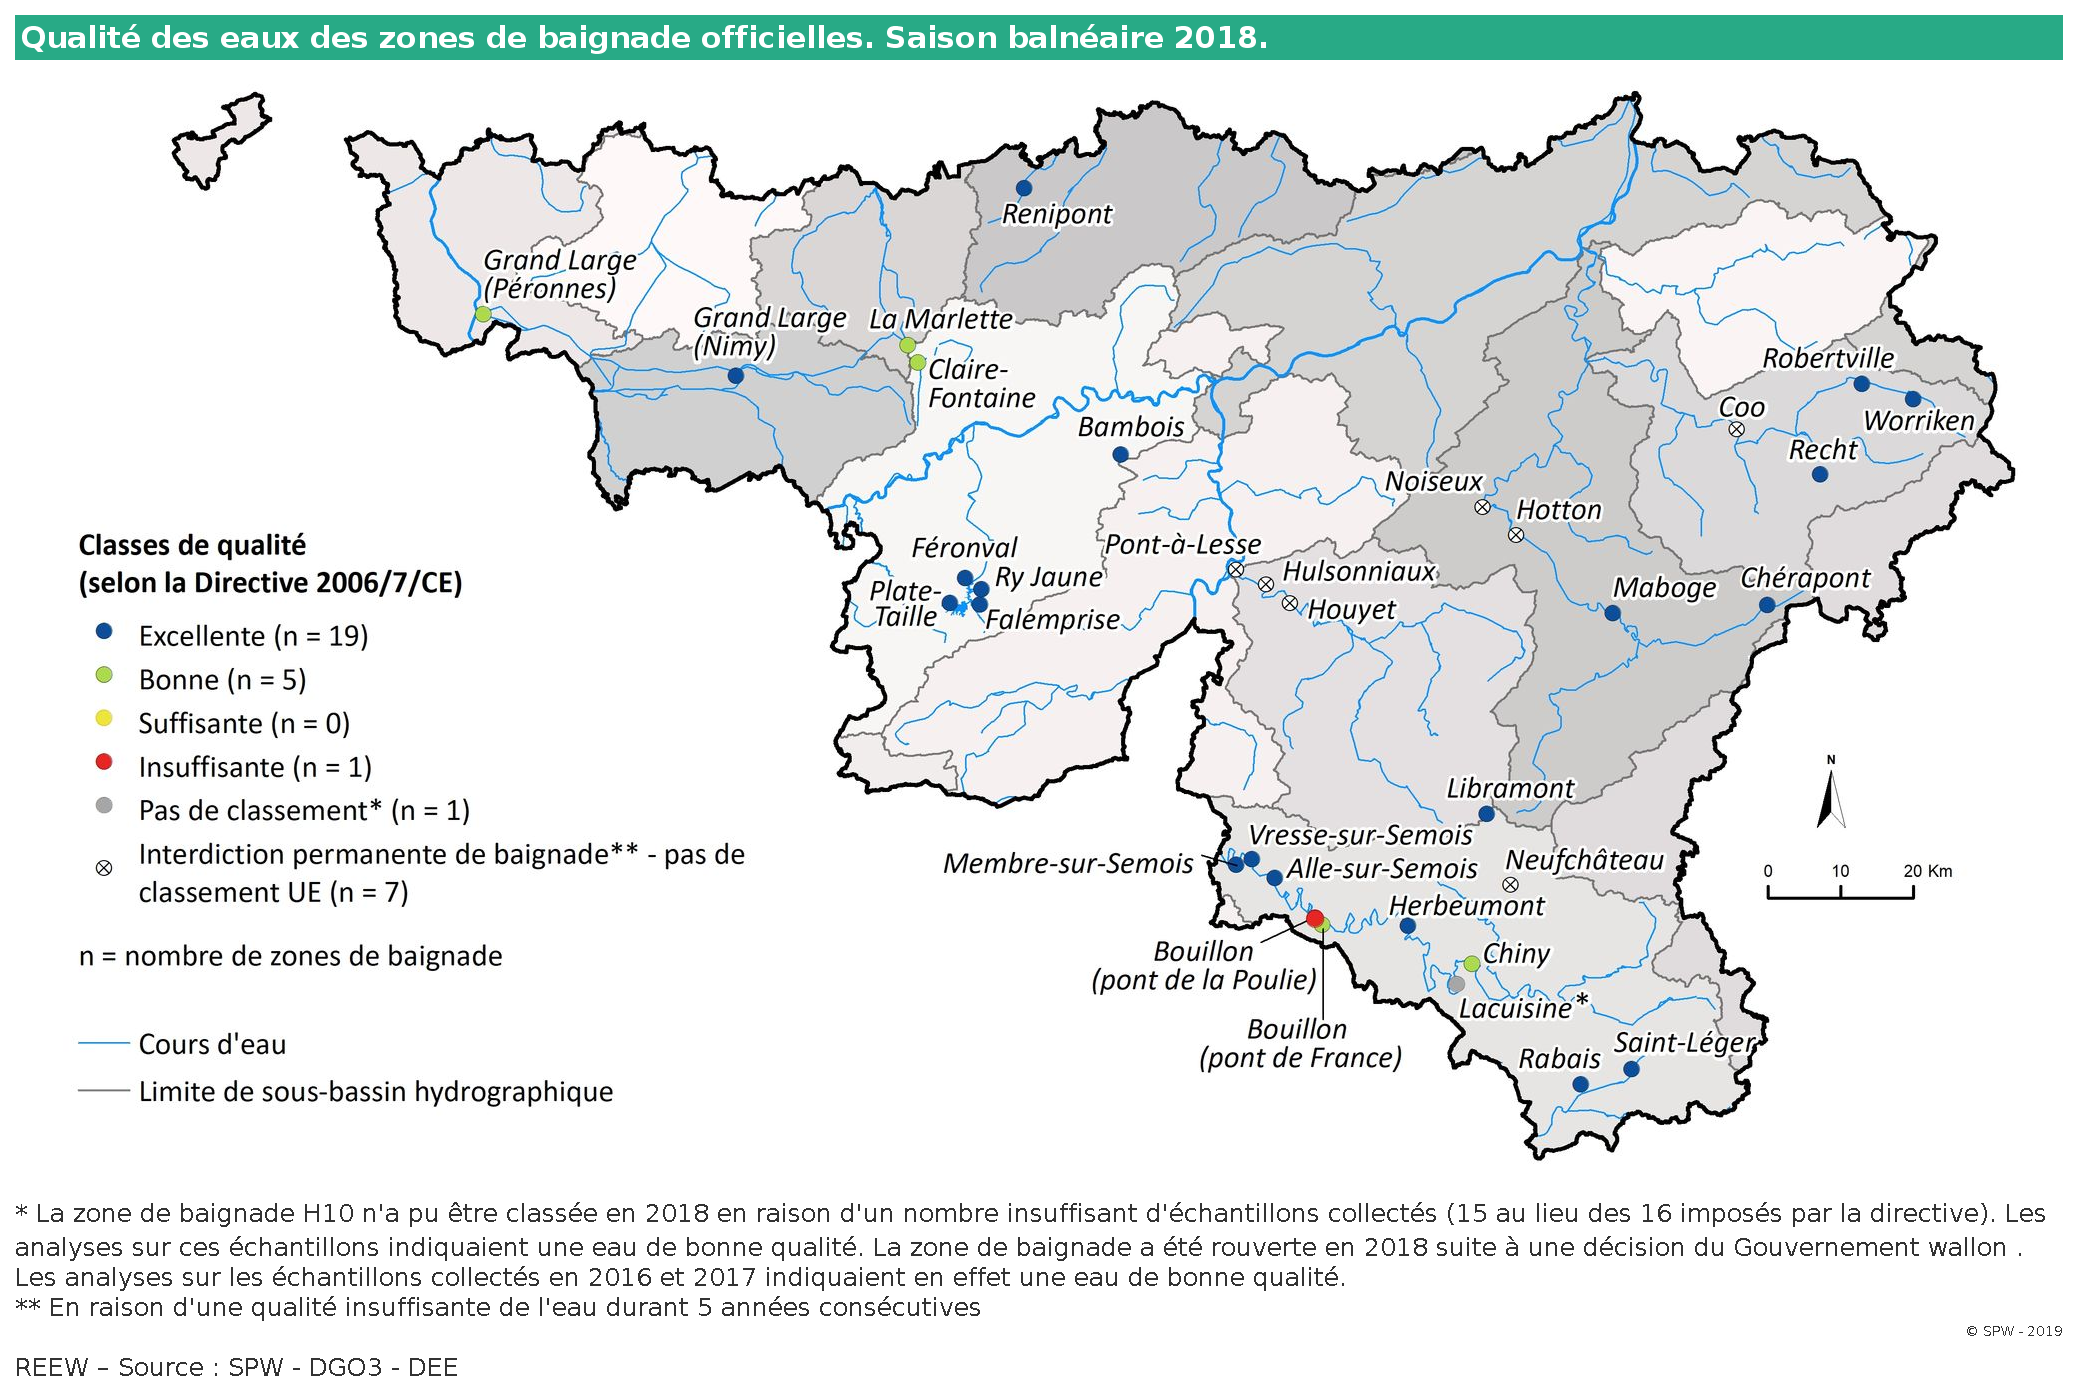 Qualité des eaux des zones de baignade officielles. Saison balnéaire 2018.
Renipont
Grand Large
(Péronnes)
Grand Large
(Nimy)
La Marlette
Claire-
Fontaine
Robertville
Coo
Worriken
Bambois
Recht
Noiseux
Hotton
Féronval
Pont-à-Lesse
Ry Jaune
Hulsonniaux
Chérapont
Plate-
Taille
Maboge
Falemprise
Houyet
Libramont
Vresse-sur-Semois
Membre-sur-Semois
Alle-sur-Semois
Neufchâteau
Herbeumont
Bouillon
(pont de la Poulie)
Chiny
Lacuisine*
Bouillon
(pont de France)
Saint-Léger
Rabais
N
0 10 20 Km
Classes de qualité
(selon la Directive 2006/7/CE)
Excellente (n = 19)
Bonne (n = 5)
Suffisante (n = 0)
Insuffisante (n = 1)
Pas de classement* (n = 1)
Interdiction permanente de baignade** - pas de
classement UE (n = 7)
n = nombre de zones de baignade
Cours d'eau
Limite de sous-bassin hydrographique
* La zone de baignade H10 n'a pu être classée en 2018 en raison d'un nombre insuffisant d'échantillons collectés (15 au lieu des 16 imposés par la directive). Les
analyses sur ces échantillons indiquaient une eau de bonne qualité. La zone de baignade a été rouverte en 2018 suite à une décision du Gouvernement wallon .
Les analyses sur les échantillons collectés en 2016 et 2017 indiquaient en effet une eau de bonne qualité.
** En raison d'une qualité insuffisante de l'eau durant 5 années consécutives
© SPW - 2019
REEW – Source : SPW - DGO3 - DEE